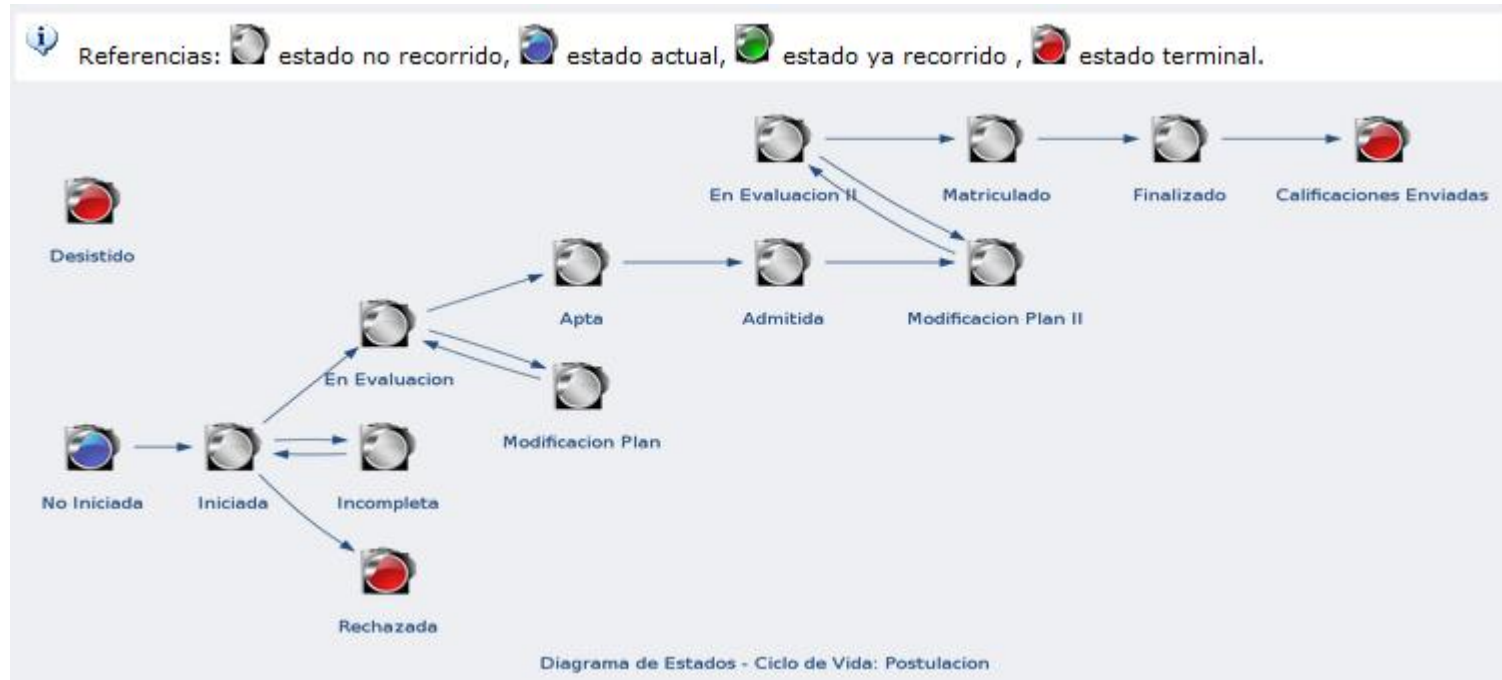 Referencias: estado no recorrido, estado actual, estado ya recorrido , estado terminal.
En Evaluacion II
Matriculado
Finalizado
Calificaciones Enviadas
Desistido
Apta
Admitida
Modificacion Plan II
En Evaluacion
Modificacion Plan
No Iniciada
Iniciada
Incompleta
Rechazada
Diagrama de Estados - Ciclo de Vida: Postulacion